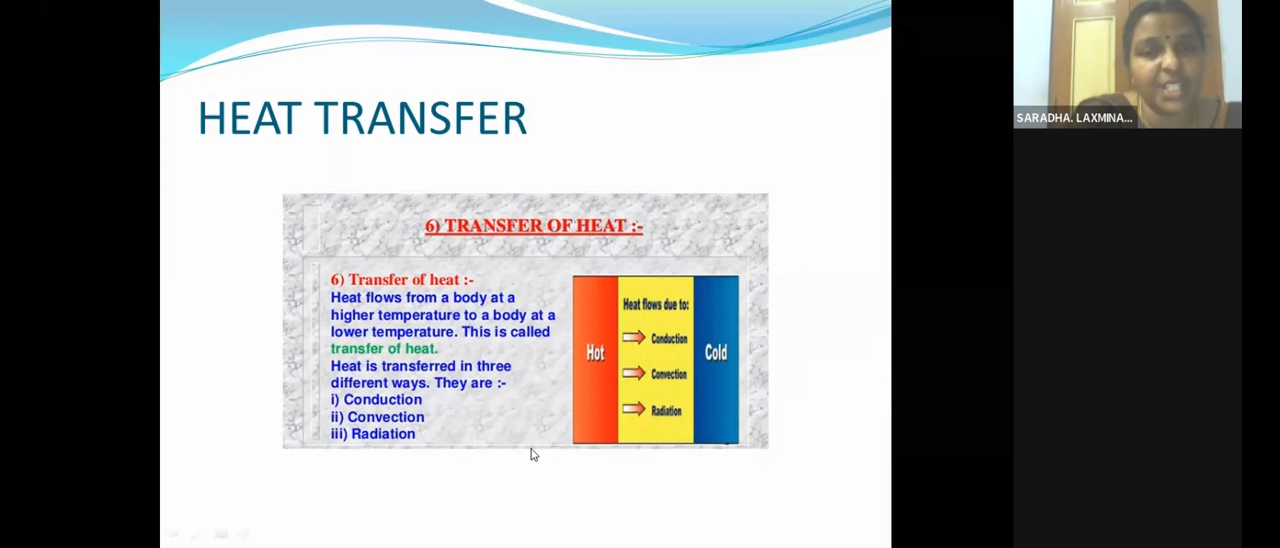 HEAT TRANSFER
SARADHA. LAXMINA...
6) TRANSFER OF HEAT :-
6) Transfer of heat :-
Heat flows from a body at a
higher temperature to a body at a
lower temperature. This is called
transfer of heat.
Heat is transferred in three
different ways. They are :-
i) Conduction
ii) Convection
iii) Radiation
Hot
Heat flows due to:
Conduction
Convection
Radiation
Cold